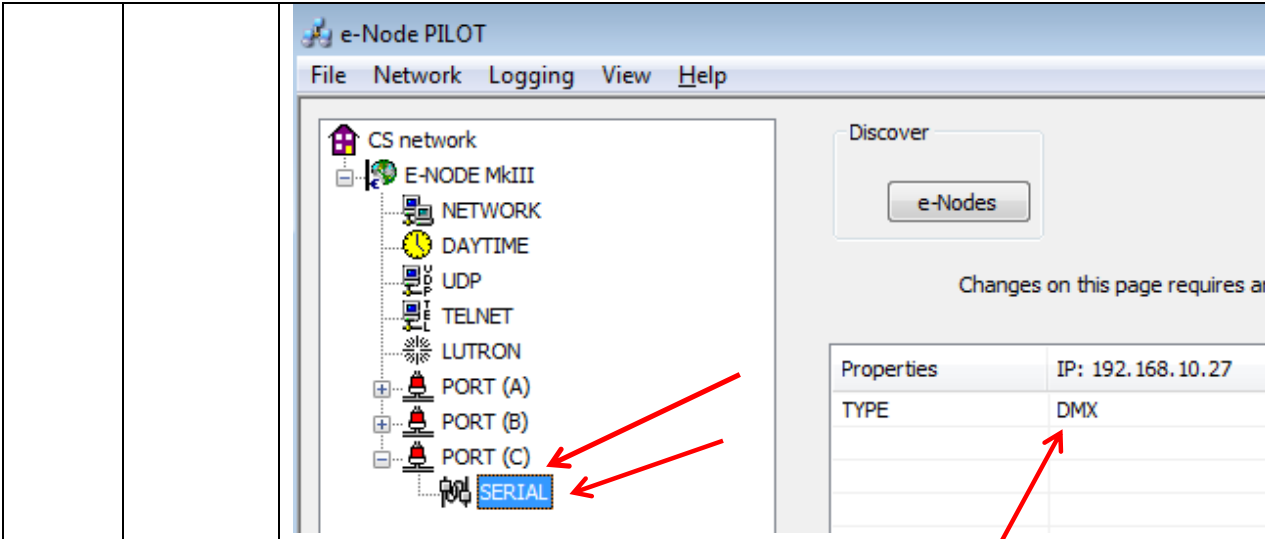 e-Node PILOT
File Network Logging View Help
CS network
E-NODE MkIII
NETWORK
DAYTIME
UDP
TELNET
LUTRON
PORT (A)
PORT (B)
PORT (C)
SERIAL
Discover
e-Nodes
Changes on this page requires
Properties IP: 192.168.10.27
TYPE DMX